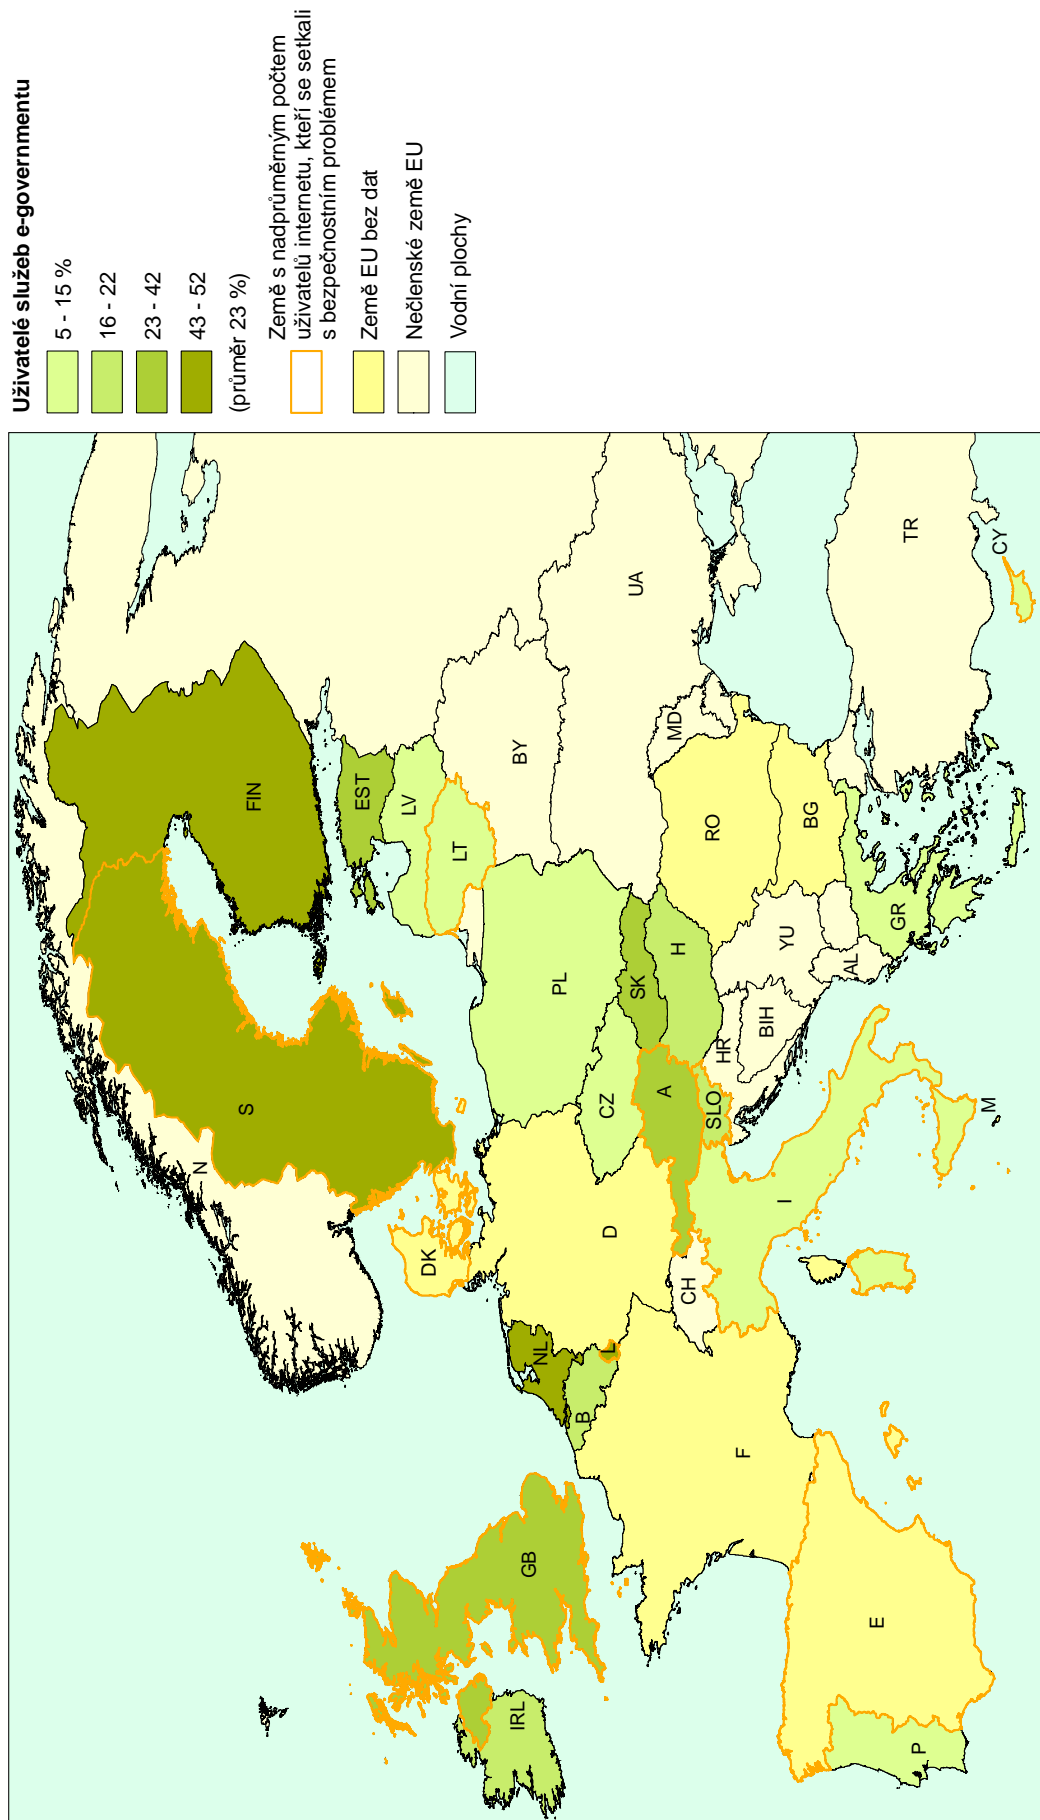 Uživatelé služeb e-governmentu
5 - 15 %
16 - 22
23 - 42
43 - 52
(průměr 23 %)
Země s nadprůměrným počtem
uživatelů internetu, kteří se setkali
s bezpečnostním problémem
Země EU bez dat
Nečlenské země EU
Vodní plochy
FIN
S
N
EST
LV
LT
DK
BY
UA
IRL
GB
NL
B
L
D
PL
CZ
SK
A
H
MD
RO
F
CH
SLO
HR
BIH
YU
BG
I
AL
GR
TR
P
E
M
CY